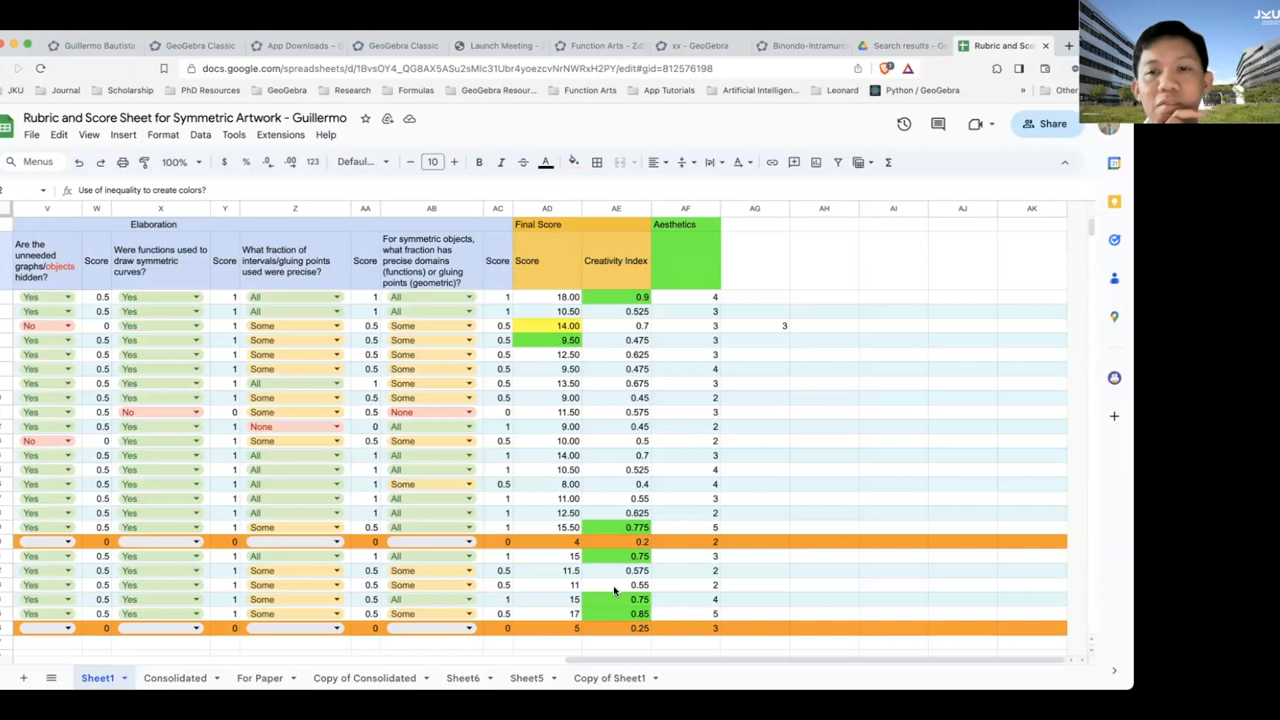 JKU
Guillermo Bautista
GeoGebra Classic
App Downloads –
GeoGebra Classic
Launch Meeting -
Function Arts - Zd
xx - GeoGebra
Binondo-Intramur
Search results - Go
Rubric and Sco
docs.google.com/spreadsheets/d/1BvsOY4_QG8AX5ASu2sMlc31Ubr4yoezcvNrNWRxH2PY/edit#gid=812576198
JKU Journal Scholarship PhD Resources GeoGebra Research Formulas GeoGebra Resour... Function Arts App Tutorials Artificial Intelligen... Leonard Python / GeoGebra » Other
Rubric and Score Sheet for Symmetric Artwork - Guillermo
File Edit View Insert Format Data Tools Extensions Help
Share
Menus 100% $ % .0 .00 123 Defaul... 10 B I A
fx Use of inequality to create colors?
V W X Y Z AA AB AC AD AE AF AG AH AI AJ AK
Elaboration Final Score Aesthetics
Are the unneeded graphs/objects hidden? Score Were functions used to draw symmetric curves? Score What fraction of intervals/gluing points used were precise? Score For symmetric objects, what fraction has precise domains (functions) or gluing points (geometric)? Score Score Creativity Index
Yes 0.5 Yes 1 All 1 All 1 18.00 0.9 4
Yes 0.5 Yes 1 All 1 All 1 10.50 0.525 3
No 0 Yes 1 Some 0.5 Some 0.5 14.00 0.7 3 3
Yes 0.5 Yes 1 Some 0.5 Some 0.5 9.50 0.475 3
Yes 0.5 Yes 1 Some 0.5 Some 0.5 12.50 0.625 3
Yes 0.5 Yes 1 Some 0.5 Some 0.5 9.50 0.475 4
Yes 0.5 Yes 1 All 1 Some 0.5 13.50 0.675 3
Yes 0.5 Yes 1 Some 0.5 Some 0.5 9.00 0.45 2
Yes 0.5 No 0 Some 0.5 None 0 11.50 0.575 3
Yes 0.5 Yes 1 None 0 All 1 9.00 0.45 2
No 0 Yes 1 Some 0.5 Some 0.5 10.00 0.5 2
Yes 0.5 Yes 1 All 1 All 1 14.00 0.7 3
Yes 0.5 Yes 1 All 1 All 1 10.50 0.525 4
Yes 0.5 Yes 1 All 1 Some 0.5 8.00 0.4 4
Yes 0.5 Yes 1 All 1 All 1 11.00 0.55 3
Yes 0.5 Yes 1 All 1 All 1 12.50 0.625 2
Yes 0.5 Yes 1 Some 0.5 All 1 15.50 0.775 5
0 0 0 0 4 0.2 2
Yes 0.5 Yes 1 All 1 All 1 15 0.75 3
Yes 0.5 Yes 1 Some 0.5 Some 0.5 11.5 0.575 2
Yes 0.5 Yes 1 Some 0.5 Some 0.5 11 0.55 2
Yes 0.5 Yes 1 Some 0.5 All 1 15 0.75 4
Yes 0.5 Yes 1 Some 0.5 Some 0.5 17 0.85 5
0 0 0 0 5 0.25 3
Sheet1 Consolidated For Paper Copy of Consolidated Sheet6 Sheet5 Copy of Sheet1